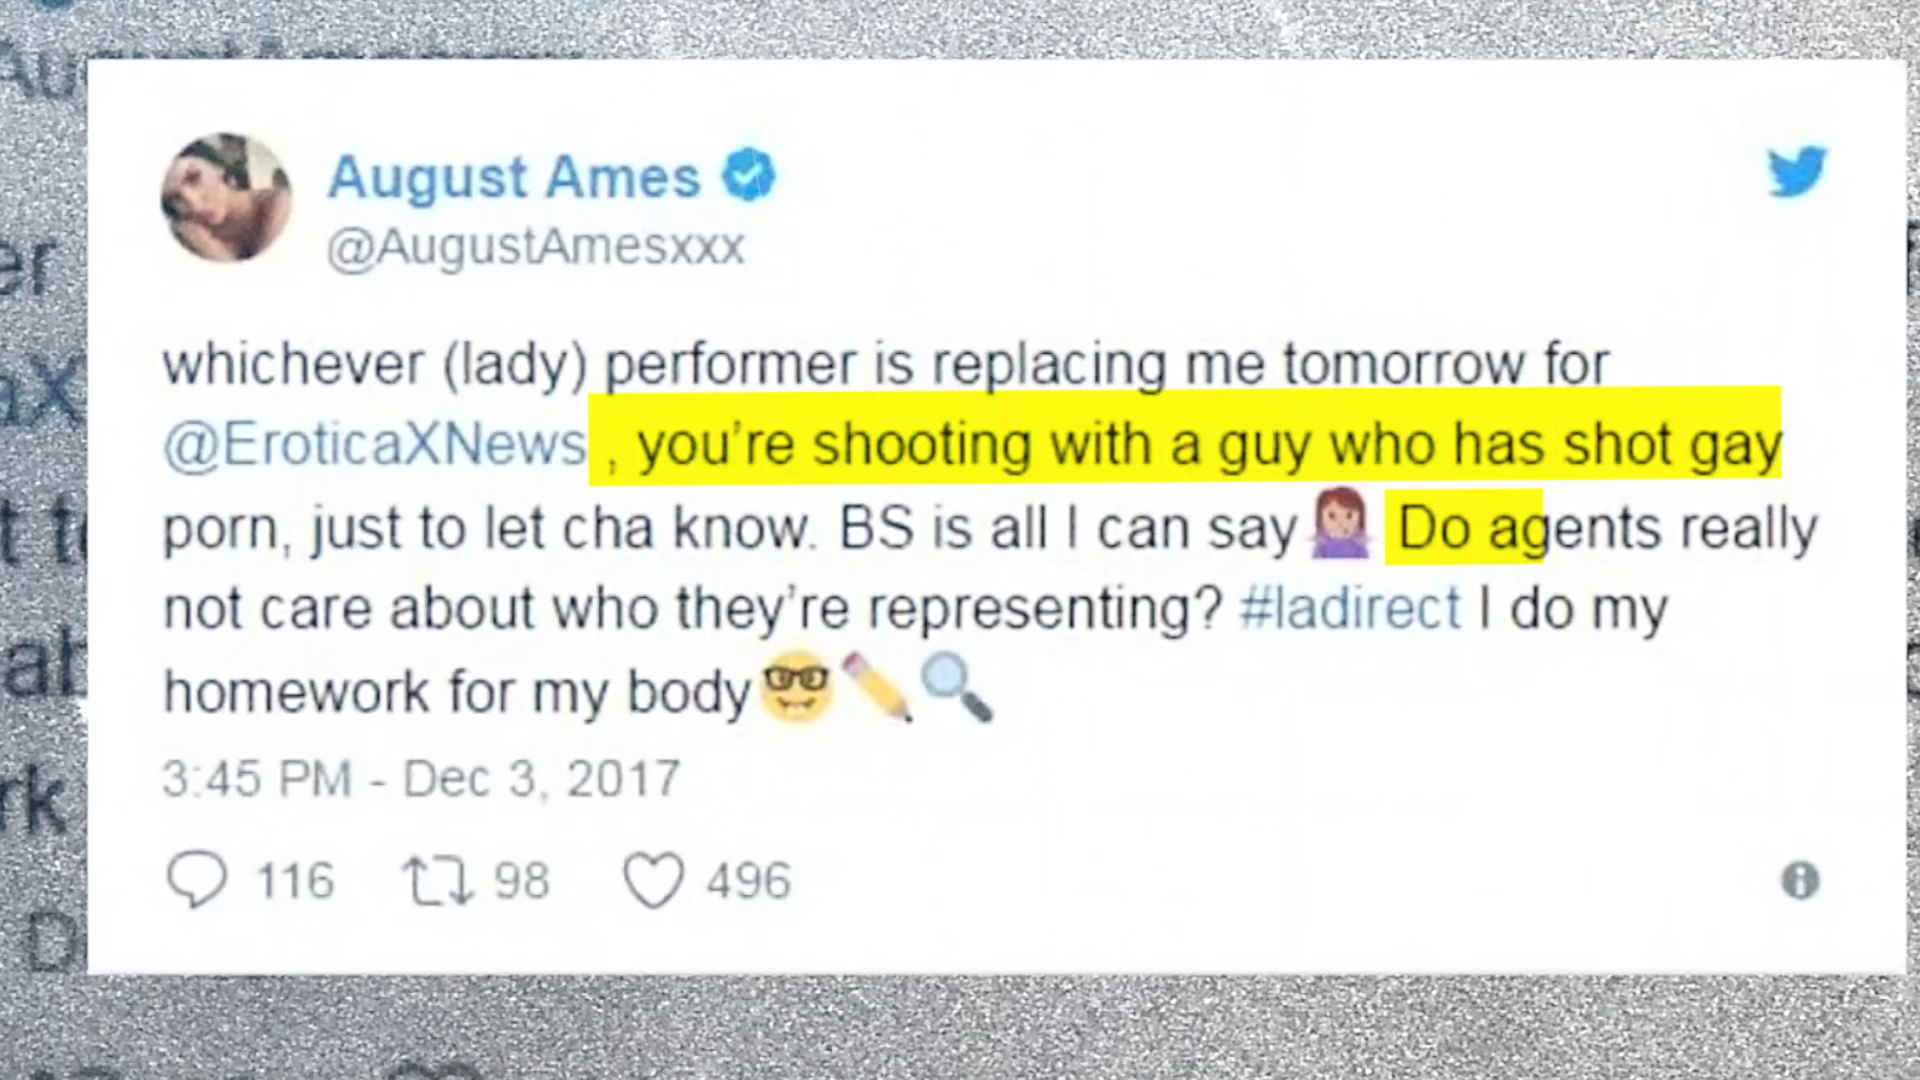 August Ames
@AugustAmesxxx
whichever (lady) performer is replacing me tomorrow for
@EroticaXNews , you're shooting with a guy who has shot gay
porn, just to let cha know. BS is all I can say🤷🏽‍♀️ Do agents really
not care about who they're representing? #ladirect I do my
homework for my body🤓✏️🔍
3:45 PM - Dec 3, 2017
116 98 496